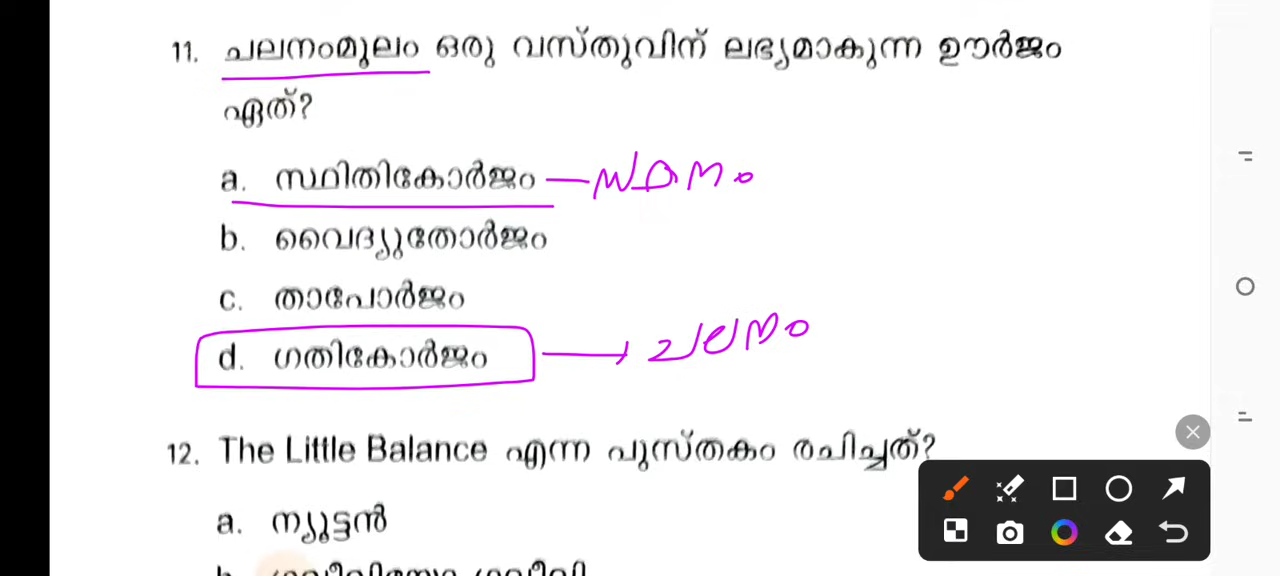 11. ചലനംമൂലം ഒരു വസ്തുവിന് ലഭ്യമാകുന്ന ഊർജം
ഏത്?
a. സ്ഥിതികോർജം — സ്ഥാനം
b. വൈദ്യുതോർജം
c. താപോർജം
d. ഗതികോർജം → ചലനം
12. The Little Balance എന്ന പുസ്തകം രചിച്ചത്?
a. ന്യൂട്ടൻ